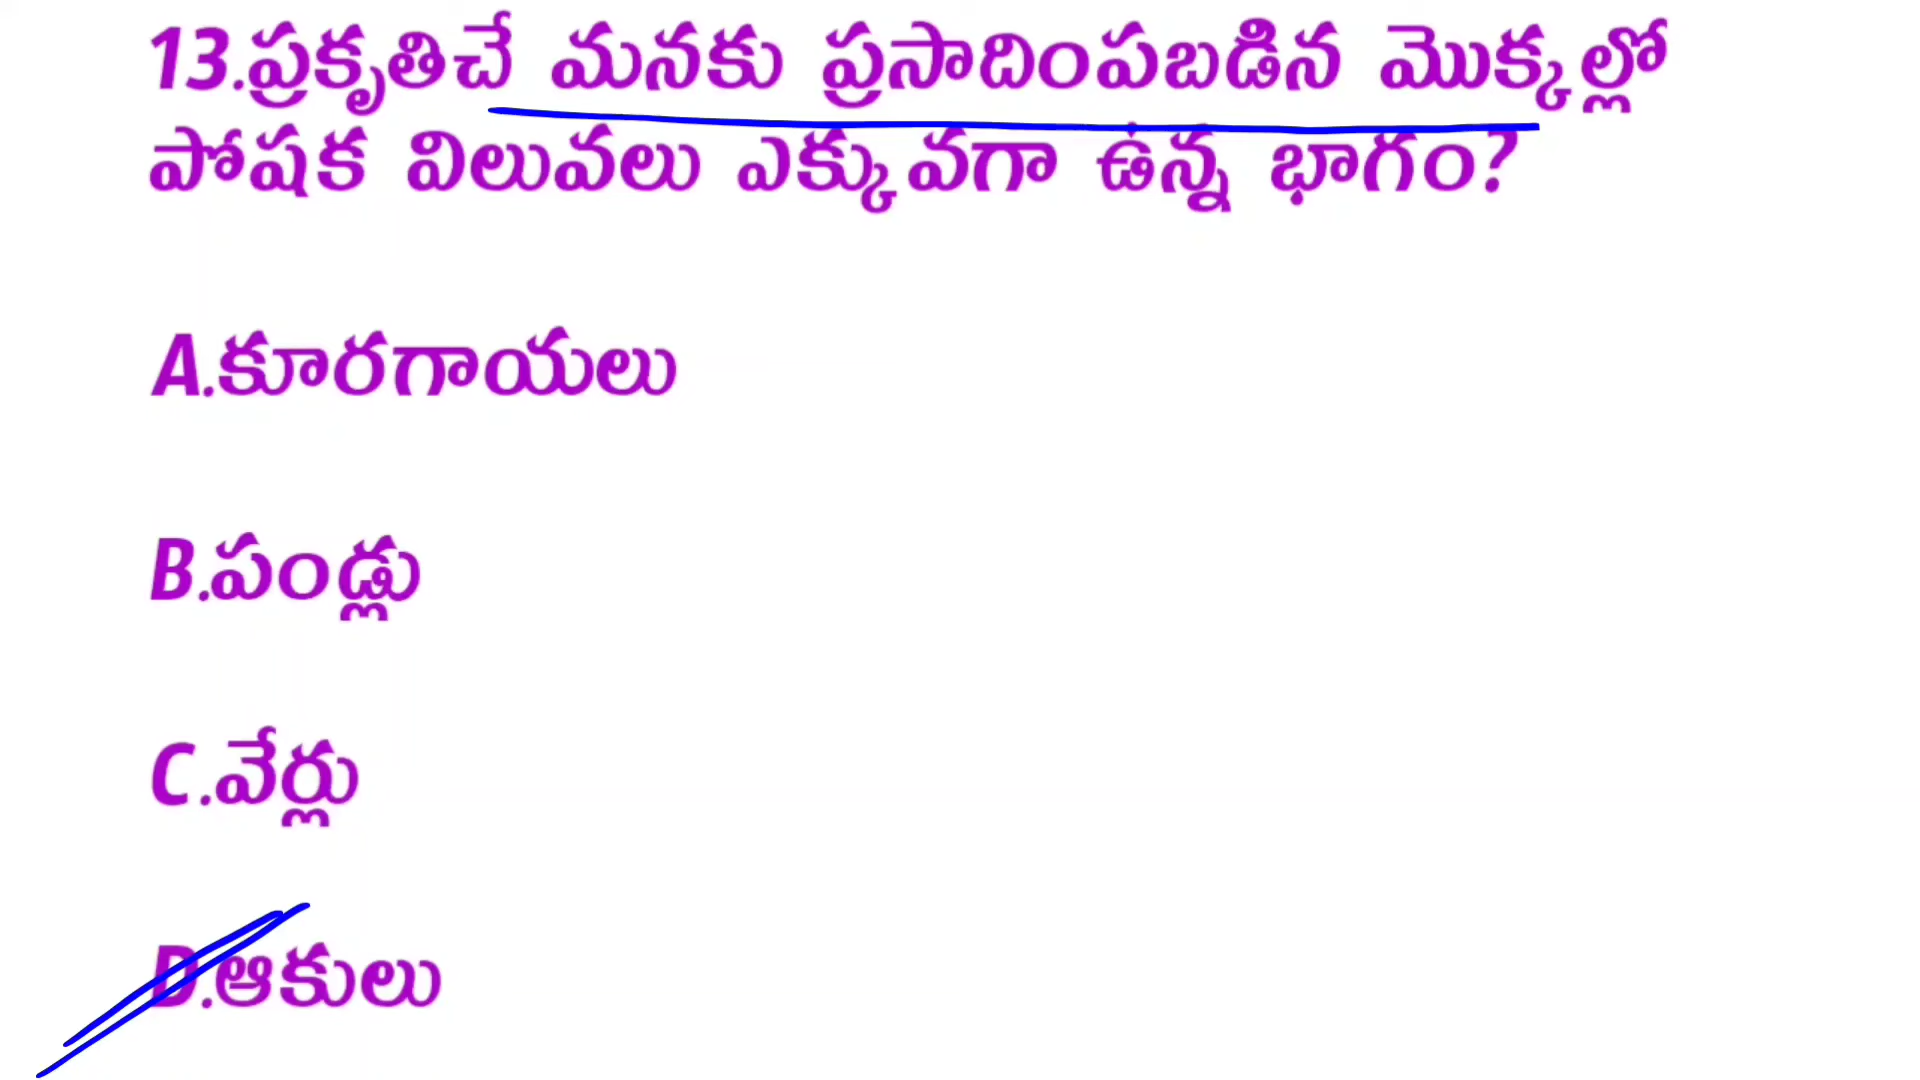 13.ప్రకృతిచే మనకు ప్రసాదింపబడిన మొక్కల్లో
పోషక విలువలు ఎక్కువగా ఉన్న భాగం?
A.కూరగాయలు
B.పండ్లు
C.వేర్లు
D.ఆకులు